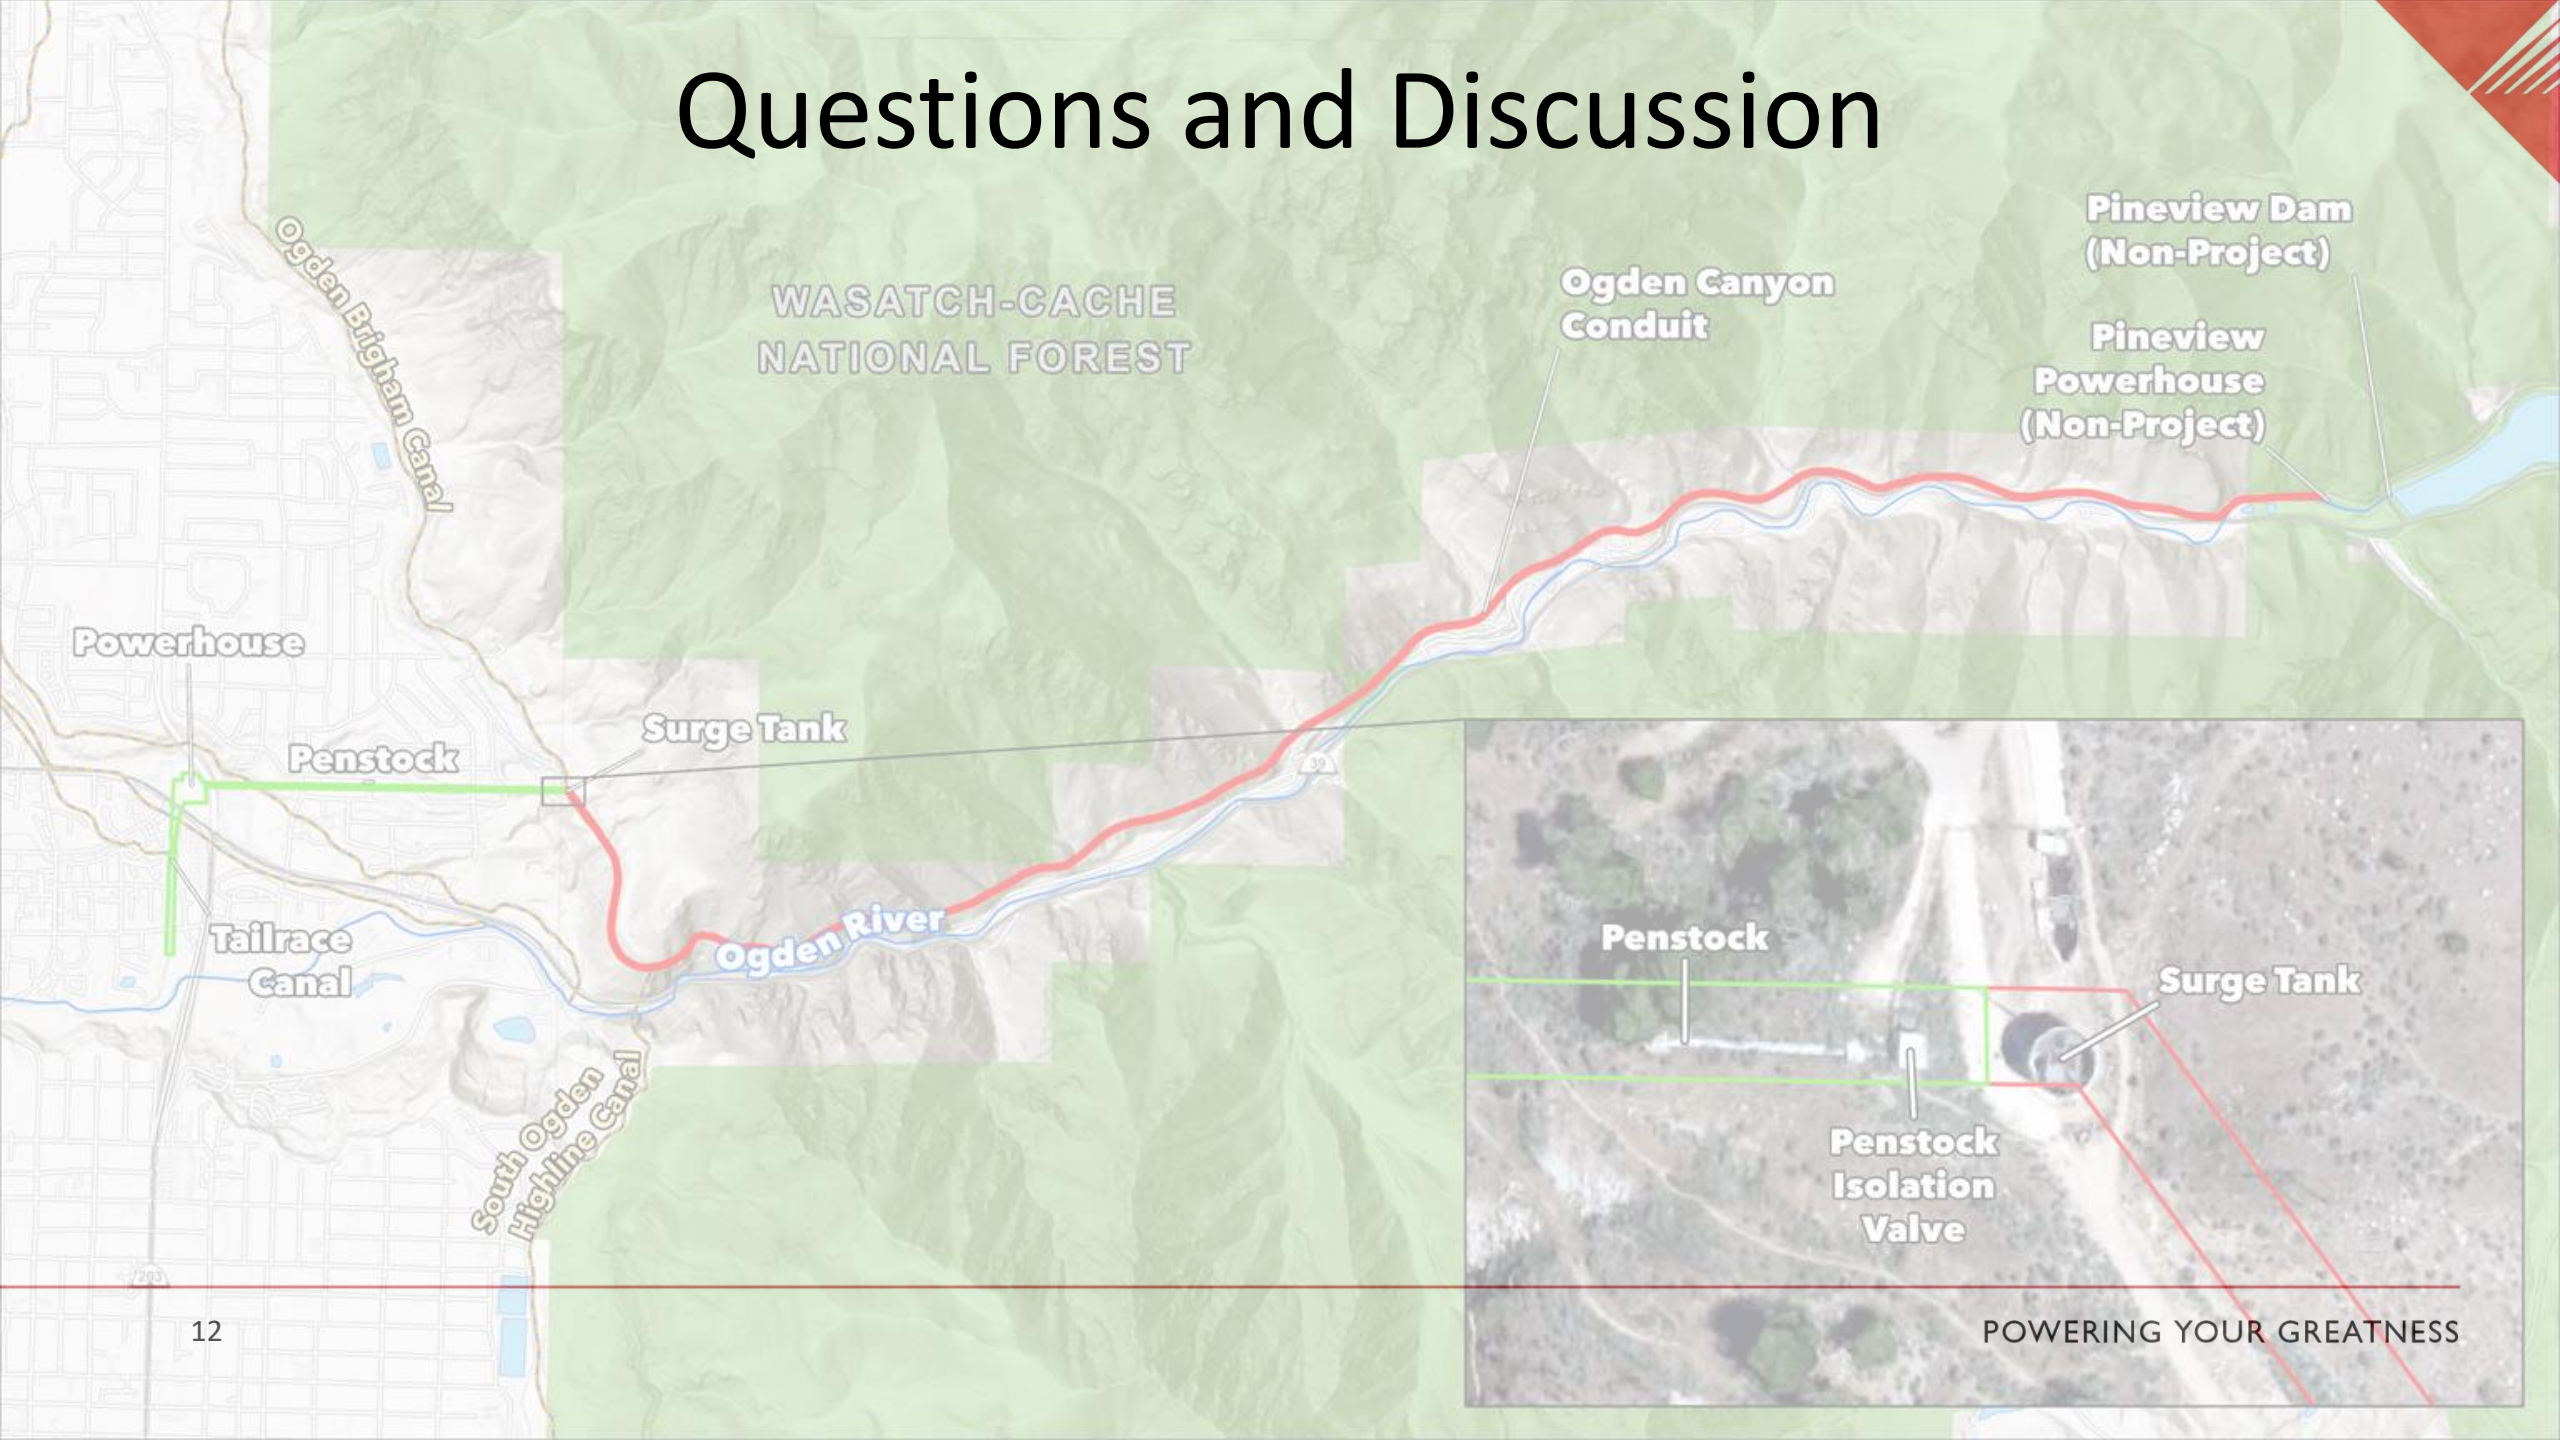 Questions and Discussion
Pineview Dam
(Non-Project)
Ogden Brigham Canal
Ogden Canyon
Conduit
WASATCH-CACHE
NATIONAL FOREST
Pineview
Powerhouse
(Non-Project)
Powerhouse
Surge Tank
Penstock
39
Ogden River
Tailrace
Canal
Penstock
Surge Tank
South Ogden
Highline Canal
Penstock
Isolation
Valve
203
12
POWERING YOUR GREATNESS